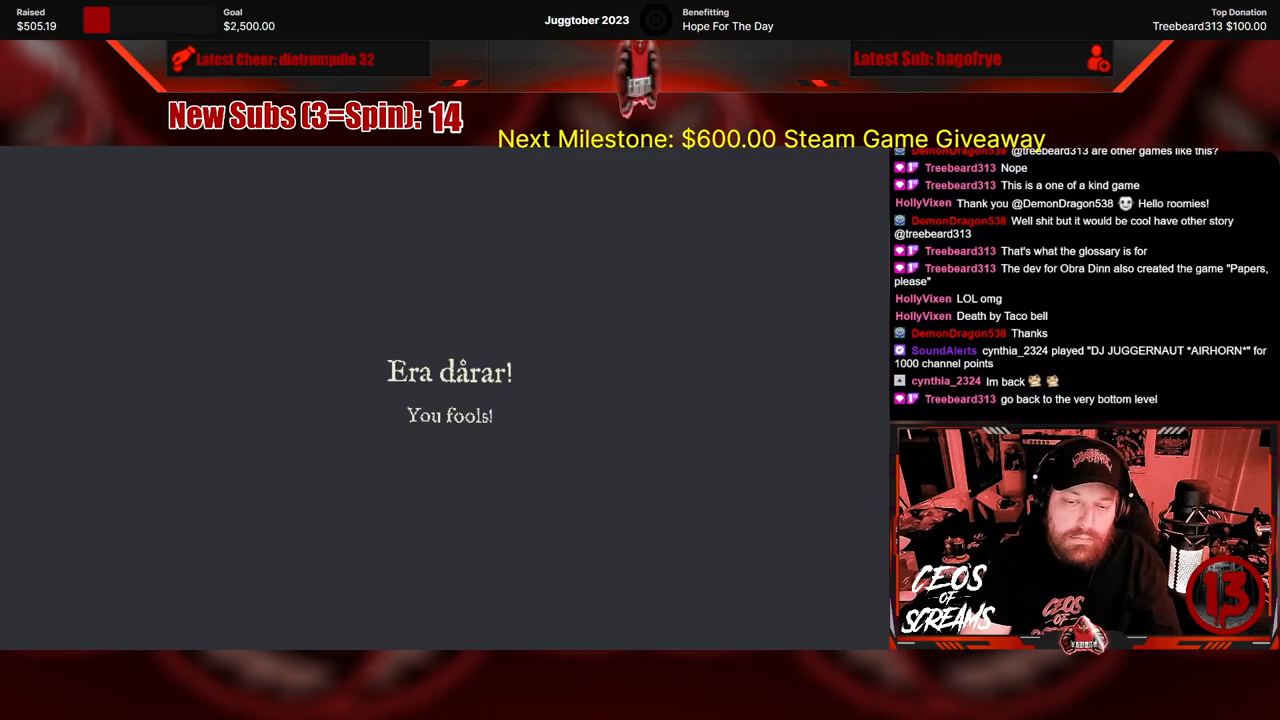 Raised
$505.19
Goal
$2,500.00
Juggtober 2023
Benefitting
Hope For The Day
Top Donation
Treebeard313 $100.00
Latest Cheer: dietrumpdie 32
Latest Sub: hagofrye
New Subs (3=Spin): 14
Next Milestone: $600.00 Steam Game Giveaway
DemonDragon538 @treebeard313 are other games like this?
Treebeard313 Nope
Treebeard313 This is a one of a kind game
HollyVixen Thank you @DemonDragon538 Hello roomies!
DemonDragon538 Well shit but it would be cool have other story
@treebeard313
Treebeard313 That's what the glossary is for
Treebeard313 The dev for Obra Dinn also created the game "Papers,
please"
HollyVixen LOL omg
HollyVixen Death by Taco bell
DemonDragon538 Thanks
SoundAlerts cynthia_2324 played "DJ JUGGERNAUT *AIRHORN*" for
1000 channel points
cynthia_2324 Im back
Treebeard313 go back to the very bottom level
Era dårar!
You fools!
CEOS
OF
SCREAMS
CEOS
OF
13